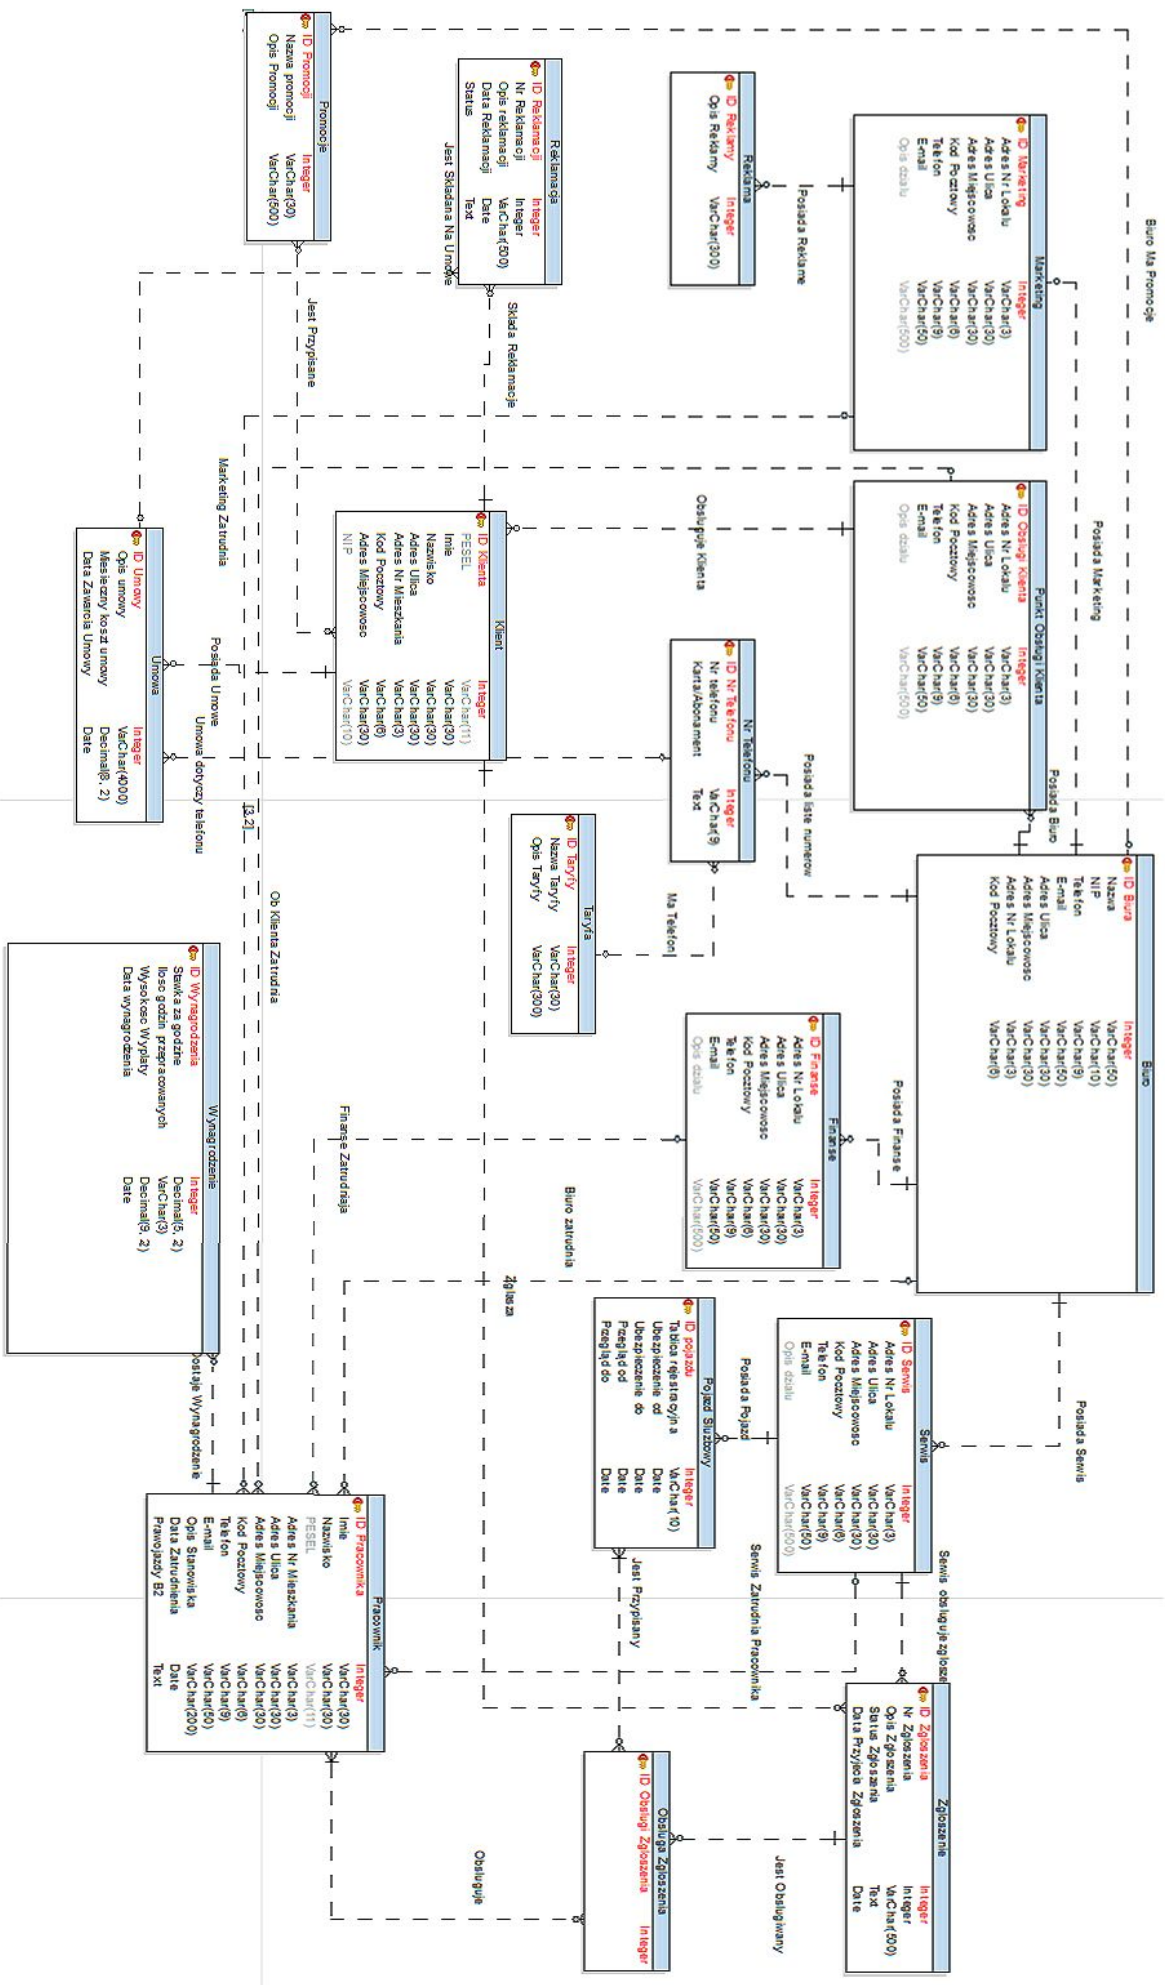 Biuro Ma Promocje
Posiada Marketing
Posiada Biuro
Posiada Serwis
Biuro
ID Biura Integer
Nazwa VarChar(50)
NIP VarChar(10)
Telefon VarChar(9)
E-mail VarChar(50)
Adres Ulica VarChar(30)
Adres Miejscowosc VarChar(30)
Adres Nr Lokalu VarChar(3)
Kod Pocztowy VarChar(6)
Marketing
ID Marketing Integer
Adres Nr Lokalu VarChar(3)
Adres Ulica VarChar(30)
Adres Miejscowosc VarChar(30)
Kod Pocztowy VarChar(6)
Telefon VarChar(9)
E-mail VarChar(50)
Opis dzialu VarChar(500)
Punkt Obslugi Klienta
ID Obslugi Klienta Integer
Adres Nr Lokalu VarChar(3)
Adres Ulica VarChar(30)
Adres Miejscowosc VarChar(30)
Kod Pocztowy VarChar(6)
Telefon VarChar(9)
E-mail VarChar(50)
Opis dzialu VarChar(500)
Serwis
ID Serwis Integer
Adres Nr Lokalu VarChar(3)
Adres Ulica VarChar(30)
Adres Miejscowosc VarChar(30)
Kod Pocztowy VarChar(6)
Telefon VarChar(9)
E-mail VarChar(50)
Opis dzialu VarChar(500)
Serwis obsluguje zglosze
Zgloszenie
ID Zgloszenia Integer
Nr Zgloszenia Integer
Opis Zgloszenia VarChar(500)
Status Zgloszenia Text
Data Przyjecia Zgloszenia Date
Posiada Reklame
Posiada liste numerow
Posiada Finanse
Finanse
ID Finanse Integer
Adres Nr Lokalu VarChar(3)
Adres Ulica VarChar(30)
Adres Miejscowosc VarChar(30)
Kod Pocztowy VarChar(6)
Telefon VarChar(9)
E-mail VarChar(50)
Opis dzialu VarChar(500)
Reklama
ID Reklamy Integer
Opis Reklamy VarChar(300)
Obsluguje Klienta
Nr Telefonu
ID Nr Telefonu Integer
Nr telefonu VarChar(9)
Karta/Abonament Text
Ma Telefon
Posiada Pojazd
Serwis Zatrudnia Pracownika
Jest Obslugiwany
Pojazd Sluzbowy
ID pojazdu Integer
Tablica rejestracyjna VarChar(10)
Ubezpieczenie od Date
Ubezpieczenie do Date
Przeglad od Date
Przeglad do Date
Jest Przypisany
Obsluga Zgloszenia
ID Obslugi Zgloszenia Integer
Taryfa
ID Taryfy Integer
Nazwa Taryfy VarChar(30)
Opis Taryfy VarChar(300)
Biuro zatrudnia
Zglasza
Obsluguje
Reklamacja
ID Reklamacji Integer
Nr Reklamacji Integer
Opis reklamacji VarChar(500)
Data Reklamacji Date
Status Text
Jest Skladana Na Umowe
Sklada Reklamacje
Klient
ID Klienta Integer
PESEL VarChar(11)
Imie VarChar(30)
Nazwisko VarChar(30)
Adres Ulica VarChar(30)
Adres Nr Mieszkania VarChar(3)
Kod Pocztowy VarChar(6)
Adres Miejscowosc VarChar(30)
NIP VarChar(10)
Promocje
ID Promocji Integer
Nazwa promocji VarChar(30)
Opis Promocji VarChar(500)
Jest Przypisane
Finanse Zatrudniaja
Pracownik
ID Pracownika Integer
Imie VarChar(30)
Nazwisko VarChar(30)
PESEL VarChar(11)
Adres Nr Mieszkania VarChar(3)
Adres Ulica VarChar(30)
Adres Miejscowosc VarChar(30)
Kod Pocztowy VarChar(6)
Telefon VarChar(9)
E-mail VarChar(50)
Opis Stanowiska VarChar(200)
Data Zatrudnienia Date
Prawo jazdy B2 Text
Ob Klienta Zatrudnia
[3,2]
Marketing Zatrudnia
Posiada Umowe
Umowa dotyczy telefonu
Umowa
ID Umowy Integer
Opis umowy VarChar(4000)
Miesieczny koszt umowy Decimal(8, 2)
Data Zawarcia Umowy Date
Wynagrodzenie
ID Wynagrodzenia Integer
Stawka za godzine Decimal(5, 2)
Ilosc godzin przepracowanych VarChar(3)
Wysokosc Wyplaty Decimal(9, 2)
Data wynagrodzenia Date
ostaje Wynagrodzenie